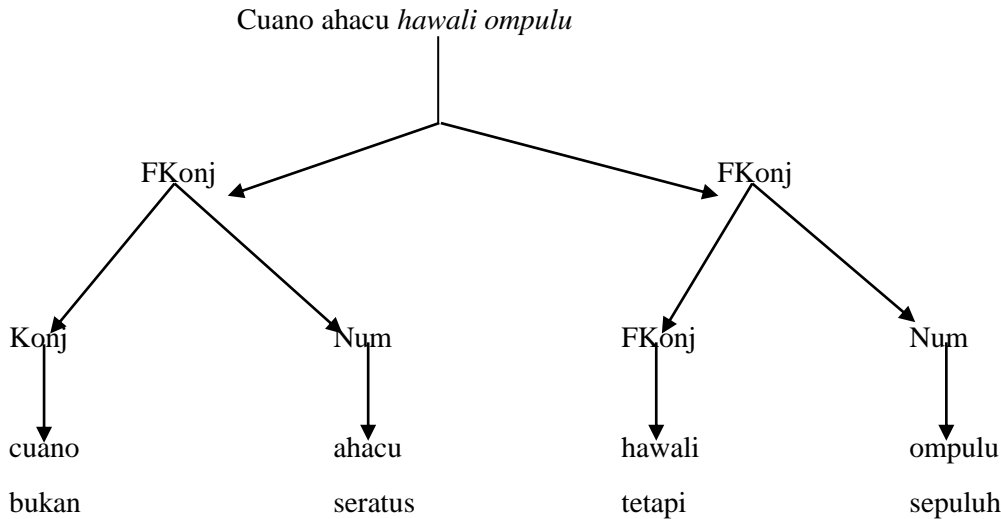 Cuano ahacu hawali ompulu
FKonj FKonj
Konj Num FKonj Num
cuano ahacu hawali ompulu
bukan seratus tetapi sepuluh